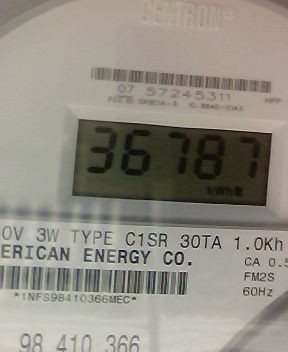 SENTRON®
07 57245311
36787
kWh
0V 3W TYPE C1SR 30TA 1.0Kh
ERICAN ENERGY CO.
CA 0.5
FM2S
*1NFS98410366MEC*
60Hz
98 410 366